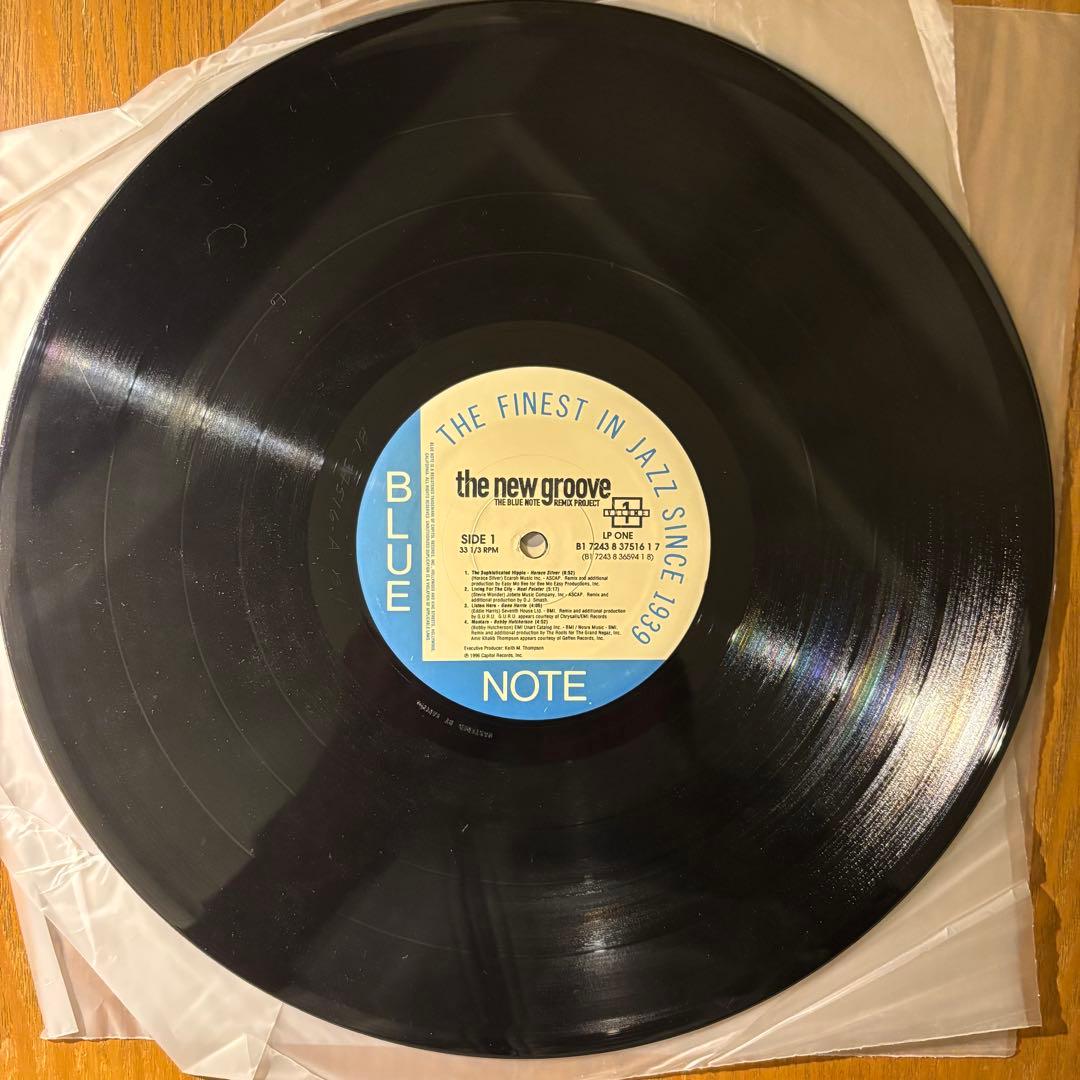 THE FINEST IN JAZZ SINCE 1939
BLUE
NOTE
the new groove
THE BLUE NOTE REMIX PROJECT
VOLUME 1
LP ONE
SIDE 1
33 1/3 RPM
B1 7243 8 37516 1 7
(B1 7243 8 36594 1 8)
1. The Sophisticated Hippie - Horace Silver (6:52)
(Horace Silver) Ecaroh Music Inc. - ASCAP. Remix and additional
production by Easy Mo Bee for Bee Mo Easy Productions, Inc.
2. Living For The City - Noel Pointer (5:17)
(Stevie Wonder) Jobete Music Company, Inc - ASCAP. Remix and
additional production by D.J. Smash.
3. Listen Here - Gene Harris (4:05)
(Eddie Harris) Seventh House Ltd. - BMI. Remix and additional production
by G.U.R.U. G.U.R.U. appears courtesy of Chrysalis/EMI Records
4. Montara - Bobby Hutcherson (4:52)
(Bobby Hutcherson) EMI Unart Catalog Inc. - BMI / Novus Music - BMI.
Remix and additional production by The Roots for The Grand Negaz, Inc.
Amir Khalib Thompson appears courtesy of Geffen Records, Inc.
Executive Producer: Keith M. Thompson
℗ 1996 Capitol Records, Inc.
MASTERED BY CAPITOL